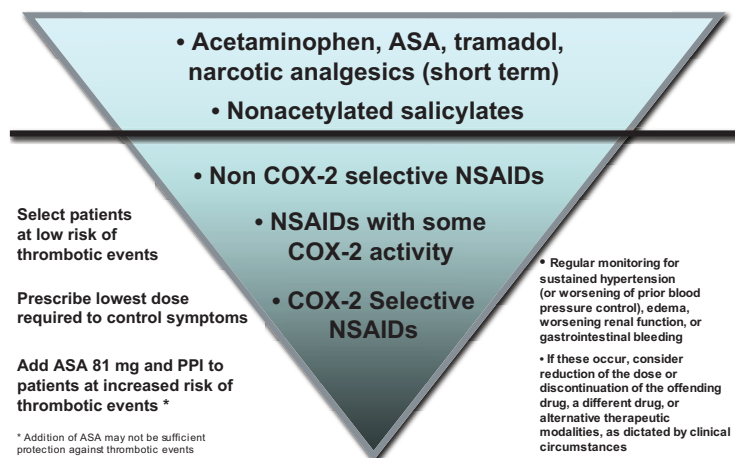 • Acetaminophen, ASA, tramadol,
narcotic analgesics (short term)
• Nonacetylated salicylates
• Non COX-2 selective NSAIDs
• NSAIDs with some
COX-2 activity
• COX-2 Selective
NSAIDs
Select patients
at low risk of
thrombotic events
Prescribe lowest dose
required to control symptoms
Add ASA 81 mg and PPI to
patients at increased risk of
thrombotic events *
* Addition of ASA may not be sufficient
protection against thrombotic events
• Regular monitoring for
sustained hypertension
(or worsening of prior blood
pressure control), edema,
worsening renal function, or
gastrointestinal bleeding
• If these occur, consider
reduction of the dose or
discontinuation of the offending
drug, a different drug, or
alternative therapeutic
modalities, as dictated by clinical
circumstances